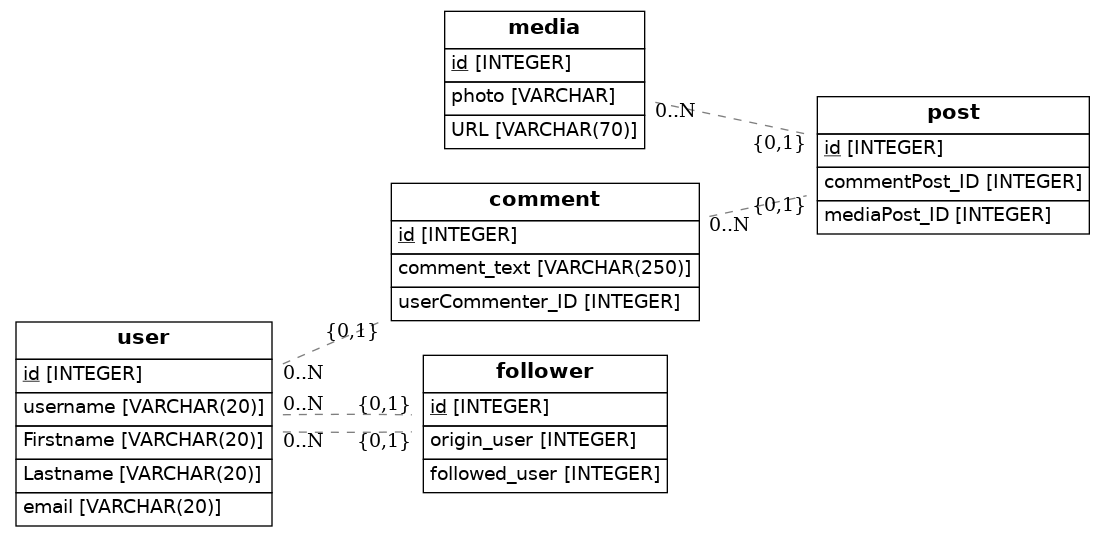 media
id [INTEGER]
photo [VARCHAR]
URL [VARCHAR(70)]
0..N
{0,1}
post
id [INTEGER]
commentPost_ID [INTEGER]
mediaPost_ID [INTEGER]
comment
id [INTEGER]
comment_text [VARCHAR(250)]
userCommenter_ID [INTEGER]
0..N
{0,1}
user
id [INTEGER]
username [VARCHAR(20)]
Firstname [VARCHAR(20)]
Lastname [VARCHAR(20)]
email [VARCHAR(20)]
{0,1}
0..N
0..N
{0,1}
0..N
{0,1}
follower
id [INTEGER]
origin_user [INTEGER]
followed_user [INTEGER]